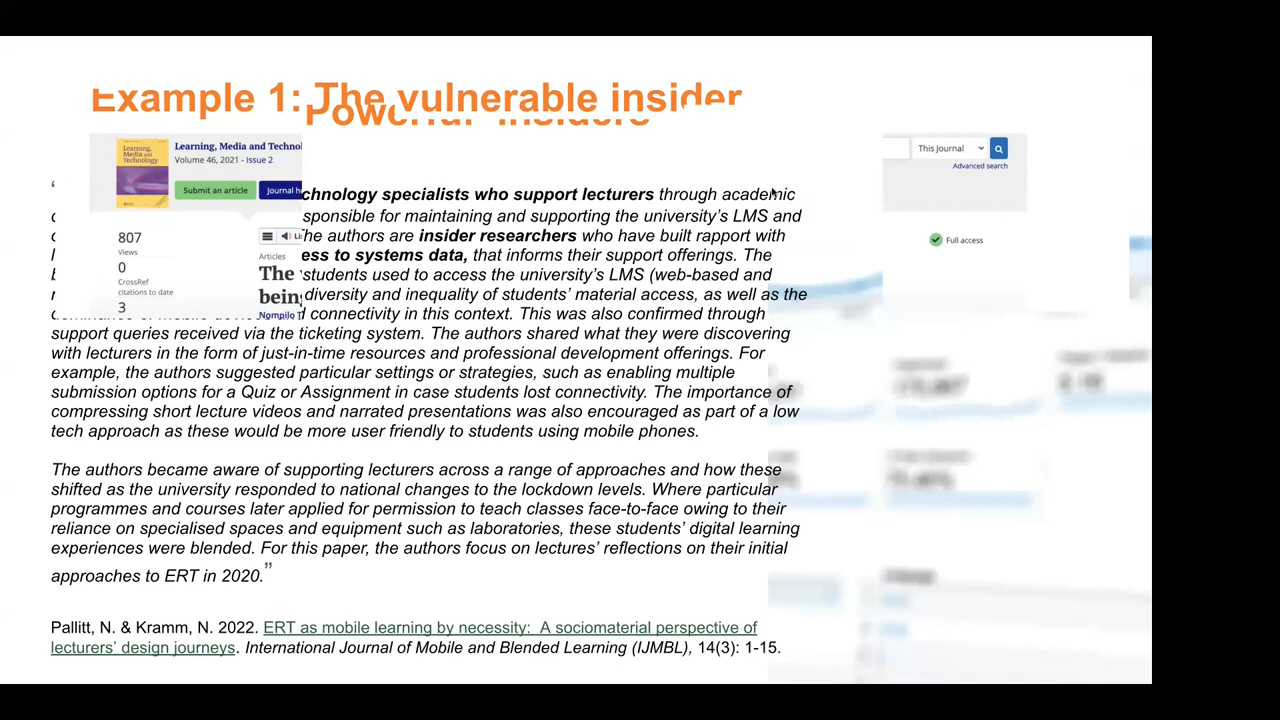 Example 1: The vulnerable insider
Powerful insiders
Learning, Media and Technol
Volume 46, 2021 - Issue 2
Submit an article
Journal h
This Journal
Advanced search
Full access
807
Views
0
CrossRef
citations to date
3
Li
Articles
The
being
Nompilo T
“
chnology specialists who support lecturers through academic
sponsible for maintaining and supporting the university’s LMS and
he authors are insider researchers who have built rapport with
ess to systems data, that informs their support offerings. The
students used to access the university’s LMS (web-based and
diversity and inequality of students’ material access, as well as the
connectivity in this context. This was also confirmed through
support queries received via the ticketing system. The authors shared what they were discovering
with lecturers in the form of just-in-time resources and professional development offerings. For
example, the authors suggested particular settings or strategies, such as enabling multiple
submission options for a Quiz or Assignment in case students lost connectivity. The importance of
compressing short lecture videos and narrated presentations was also encouraged as part of a low
tech approach as these would be more user friendly to students using mobile phones.
The authors became aware of supporting lecturers across a range of approaches and how these
shifted as the university responded to national changes to the lockdown levels. Where particular
programmes and courses later applied for permission to teach classes face-to-face owing to their
reliance on specialised spaces and equipment such as laboratories, these students’ digital learning
experiences were blended. For this paper, the authors focus on lectures’ reflections on their initial
approaches to ERT in 2020.”
Pallitt, N. & Kramm, N. 2022. ERT as mobile learning by necessity: A sociomaterial perspective of
lecturers’ design journeys. International Journal of Mobile and Blended Learning (IJMBL), 14(3): 1-15.